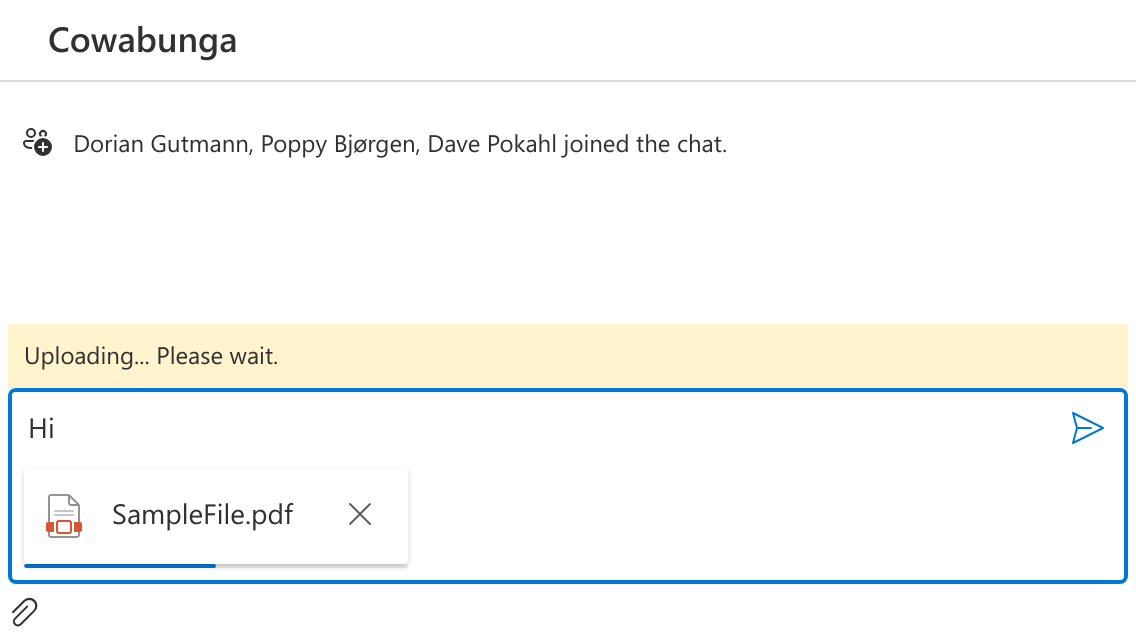 Cowabunga
Dorian Gutmann, Poppy Bjørgen, Dave Pokahl joined the chat.
Uploading... Please wait.
Hi
SampleFile.pdf